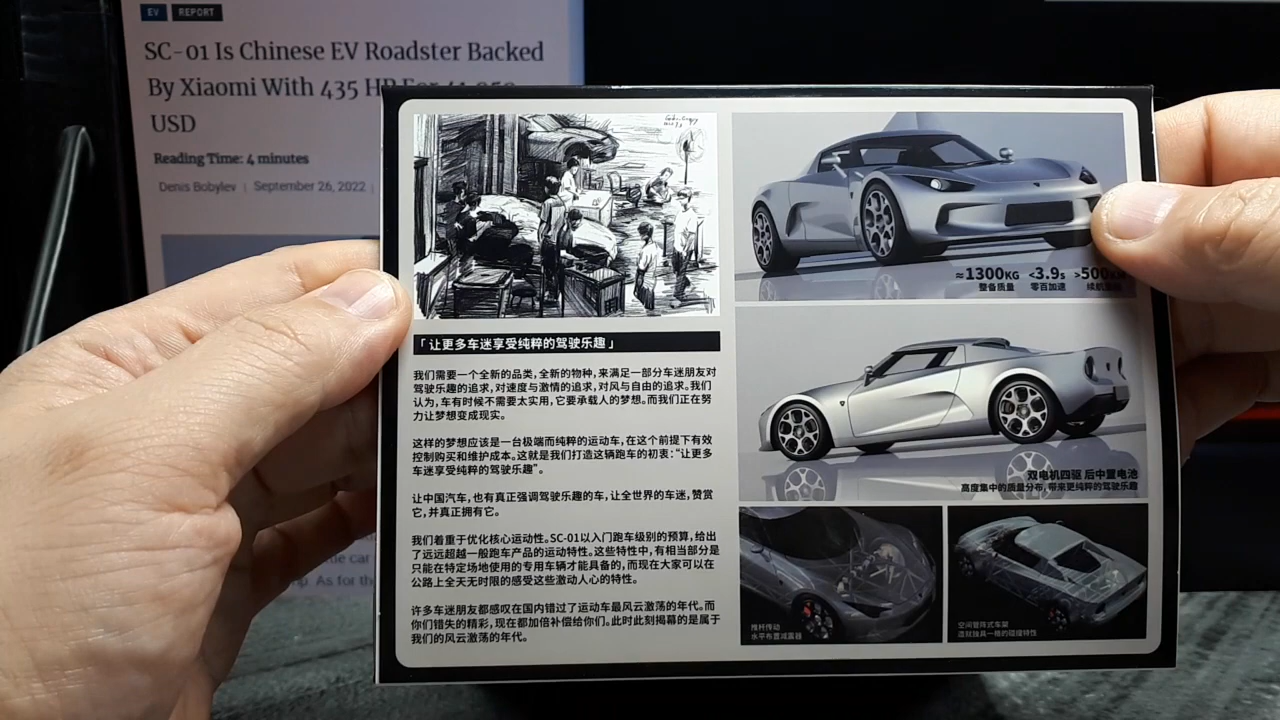 EV REPORT
SC-01 Is Chinese EV Roadster Backed
By Xiaomi With 435 HP For 41,050
USD
Reading Time: 4 minutes
Denis Bobylev | September 26, 2022 |
「让更多车迷享受纯粹的驾驶乐趣」
我们需要一个全新的品类，全新的物种，来满足一部分车迷朋友对
驾驶乐趣的追求，对速度与激情的追求，对风与自由的追求。我们
认为，车有时候不需要太实用，它要承载人的梦想。而我们正在努
力让梦想变成现实。
这样的梦想应该是一台极端而纯粹的运动车，在这个前提下有效
控制购买和维护成本。这就是我们打造这辆跑车的初衷：“让更多
车迷享受纯粹的驾驶乐趣”。
让中国汽车，也有真正强调驾驶乐趣的车，让全世界的车迷，赞赏
它，并真正拥有它。
我们着重于优化核心运动性。SC-01以入门跑车级别的预算，给出
了远远超越一般跑车产品的运动特性。这些特性中，有相当部分是
只能在特定场地使用的专用车辆才能具备的，而现在大家可以在
公路上全天无时限的感受这些激动人心的特性。
许多车迷朋友都感叹在国内错过了运动车最风云激荡的年代。而
你们错失的精彩，现在都加倍补偿给你们。此时此刻揭幕的是属于
我们的风云激荡的年代。
≈1300KG <3.9s >500KM
整备质量 零百加速 续航
双电机四驱 后中置电池
高度集中的质量分布，带来更纯粹的驾驶乐趣
推杆传动
水平布置减震器
空间管阵式车架
造就独具一格的碰撞特性